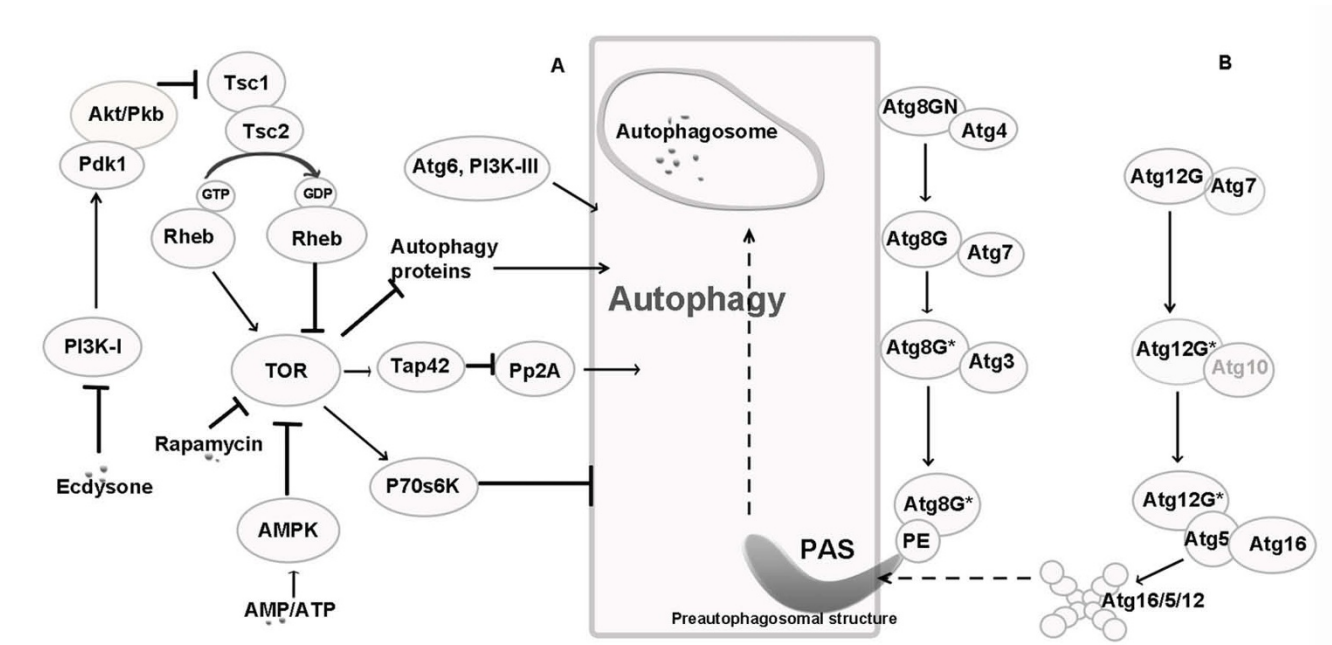 A
B
Tsc1
Akt/Pkb
Tsc2
Pdk1
GTP
GDP
Rheb
Rheb
Atg6, PI3K-III
Autophagy
proteins
PI3K-I
TOR
Tap42
Pp2A
Rapamycin
Ecdysone
P70s6K
AMPK
AMP/ATP
Autophagosome
Autophagy
PAS
Preautophagosomal structure
Atg8GN
Atg4
Atg8G
Atg7
Atg8G*
Atg3
Atg8G*
PE
Atg12G
Atg7
Atg12G*
Atg10
Atg12G*
Atg5
Atg16
Atg16/5/12